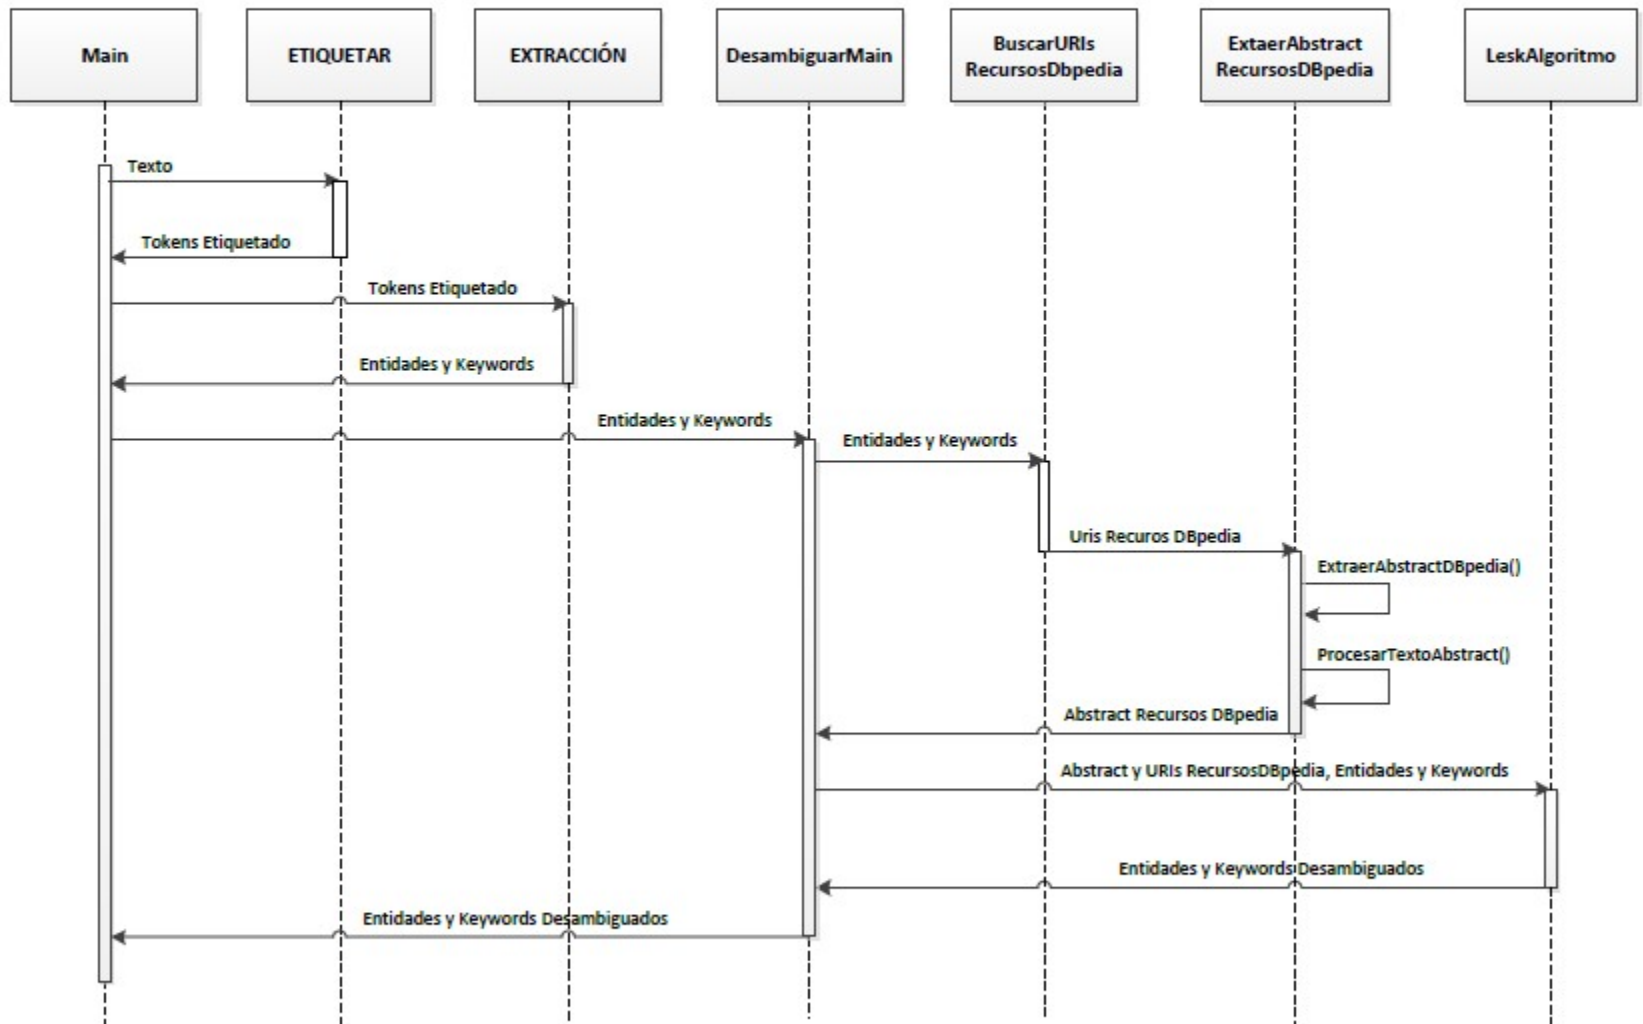 Main
ETIQUETAR
EXTRACCIÓN
DesambiguarMain
BuscarURIs
RecursosDbpedia
ExtaerAbstract
RecursosDBpedia
LeskAlgoritmo
Texto
Tokens Etiquetado
Tokens Etiquetado
Entidades y Keywords
Entidades y Keywords
Entidades y Keywords
Uris Recuros DBpedia
ExtraerAbstractDBpedia()
ProcesarTextoAbstract()
Abstract Recursos DBpedia
Abstract y URIs RecursosDBpedia, Entidades y Keywords
Entidades y Keywords Desambiguados
Entidades y Keywords Desambiguados